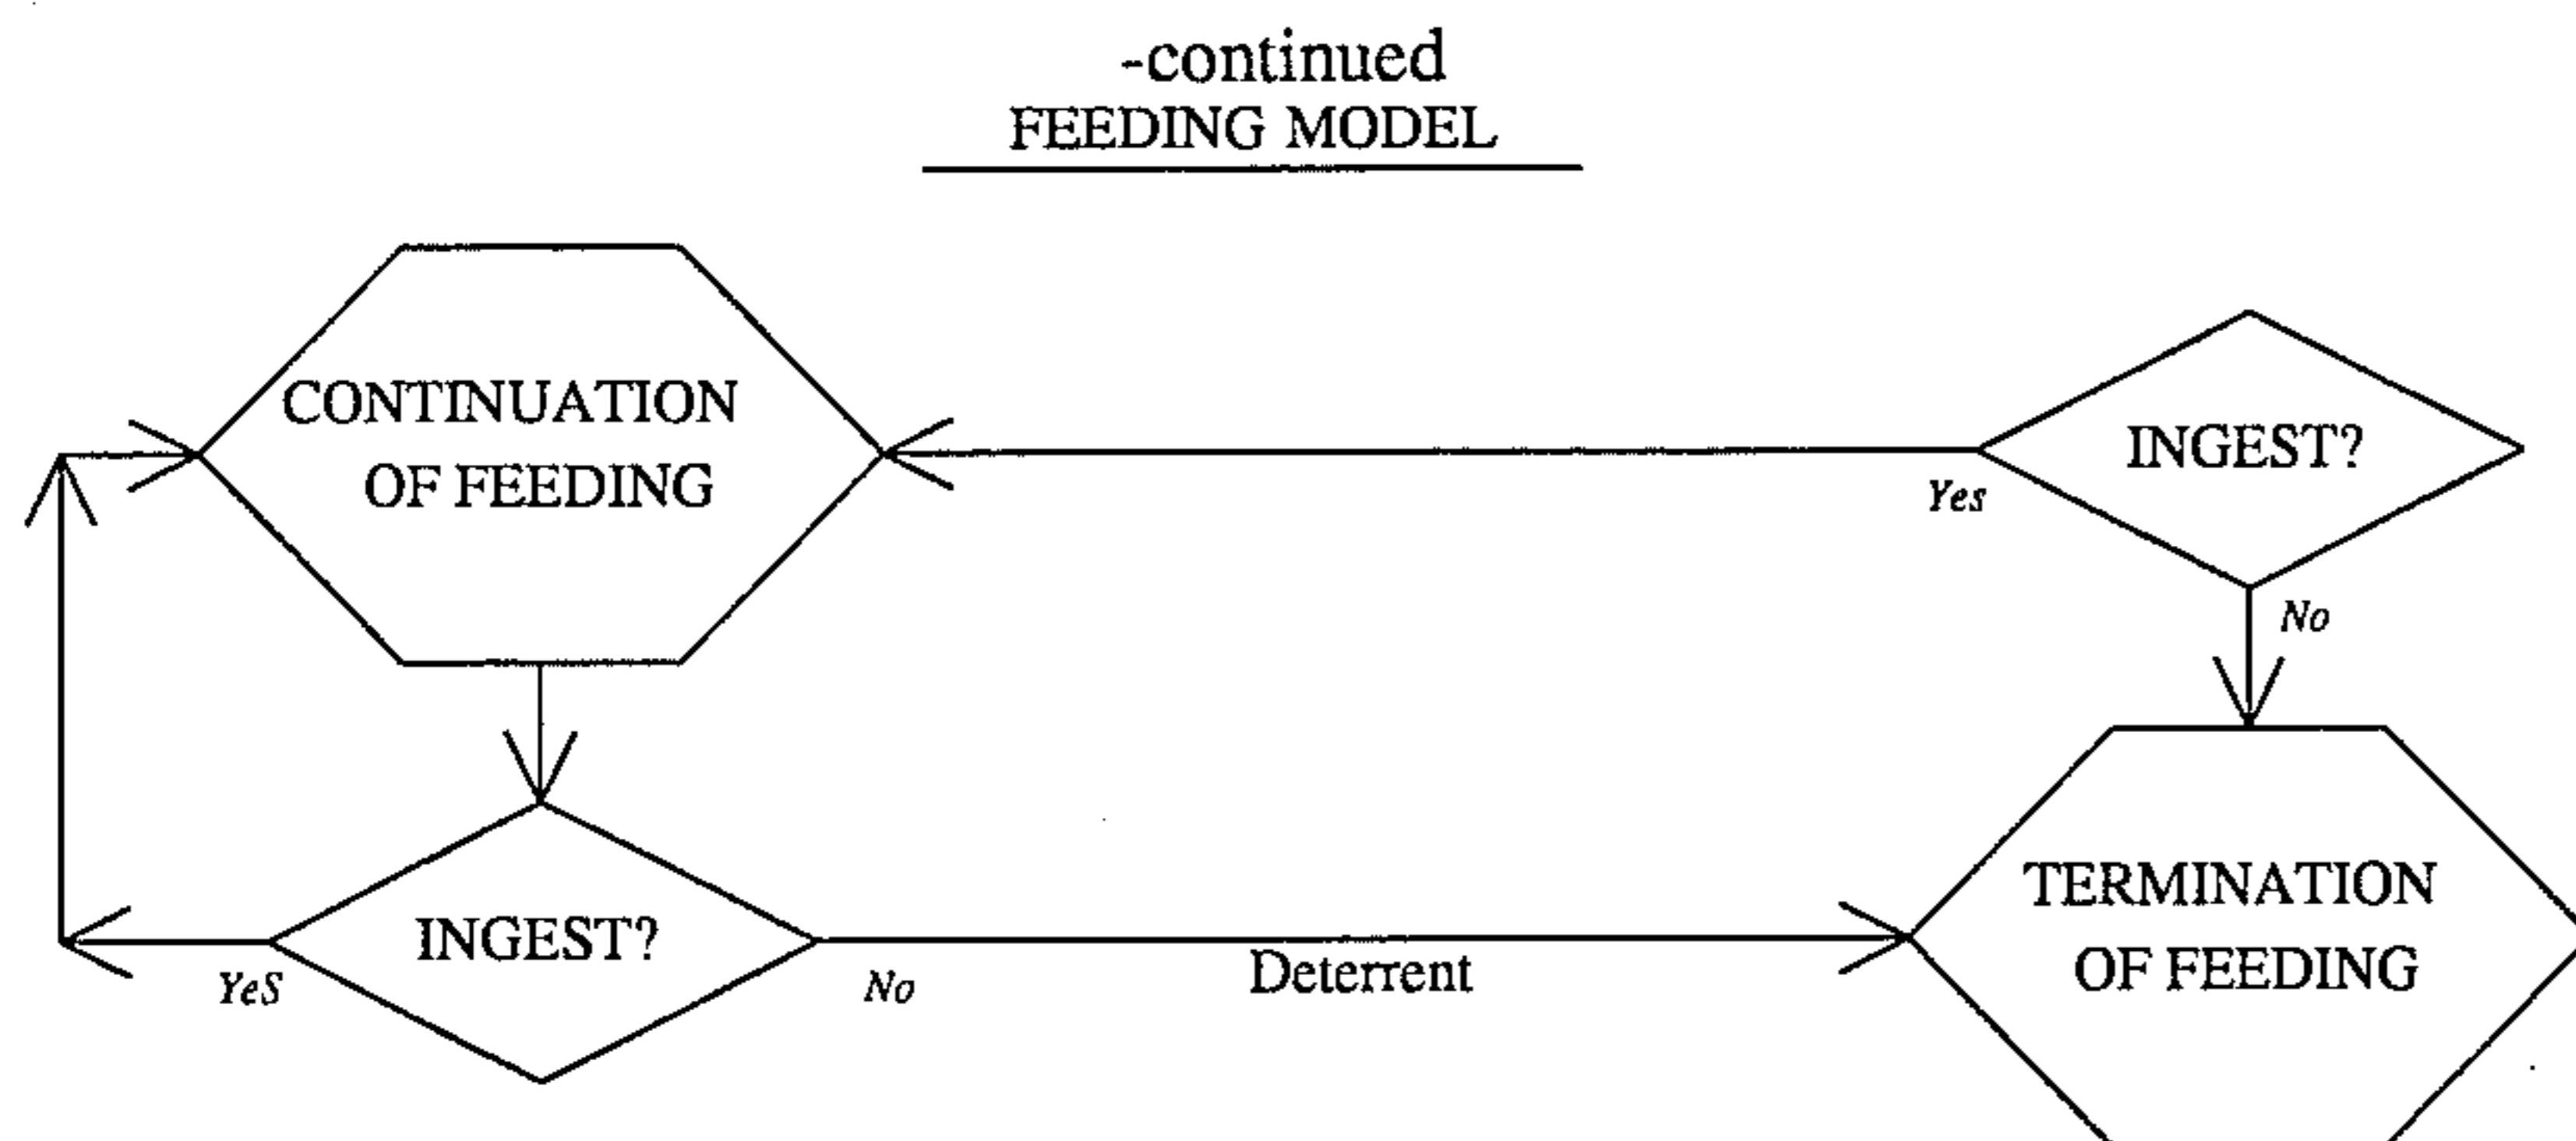 -continued
FEEDING MODEL
CONTINUATION
OF FEEDING
INGEST?
Yes
No
INGEST?
YeS
No
Deterrent
TERMINATION
OF FEEDING